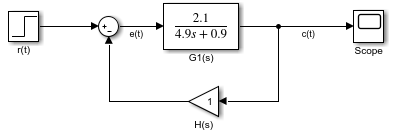 2.1
4.9s + 0.9
+
-
e(t)
c(t)
r(t)
G1(s)
Scope
1
H(s)